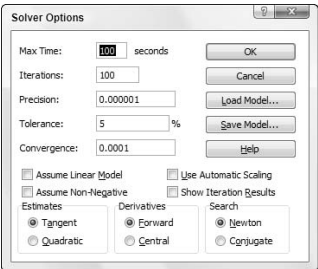 Solver Options
Max Time: 100 seconds OK
Iterations: 100 Cancel
Precision: 0.000001 Load Model...
Tolerance: 5 % Save Model...
Convergence: 0.0001 Help
Assume Linear Model Use Automatic Scaling
Assume Non-Negative Show Iteration Results
Estimates Derivatives Search
Tangent Forward Newton
Quadratic Central Conjugate